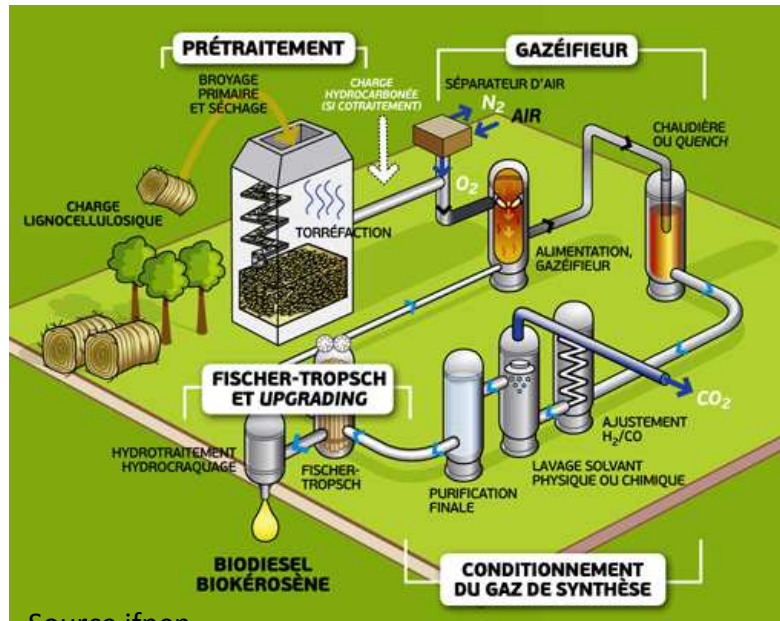 PRÉTRAITEMENT
BROYAGE
PRIMAIRE
ET SÉCHAGE
CHARGE
HYDROCARBONÉE
(SI COTRAITEMENT)
GAZÉIFIEUR
SÉPARATEUR D'AIR
N2
AIR
O2
CHAUDIÈRE
OU QUENCH
CHARGE
LIGNOCELLULOSIQUE
TORRÉFACTION
ALIMENTATION,
GAZÉIFIEUR
FISCHER-TROPSCH
ET UPGRADING
HYDROTRAITEMENT
HYDROCRAQUAGE
FISCHER-
TROPSCH
PURIFICATION
FINALE
LAVAGE SOLVANT
PHYSIQUE OU CHIMIQUE
AJUSTEMENT
H2/CO
CO2
BIODIESEL
BIOKÉROSÈNE
CONDITIONNEMENT
DU GAZ DE SYNTHÈSE
Source ifpen